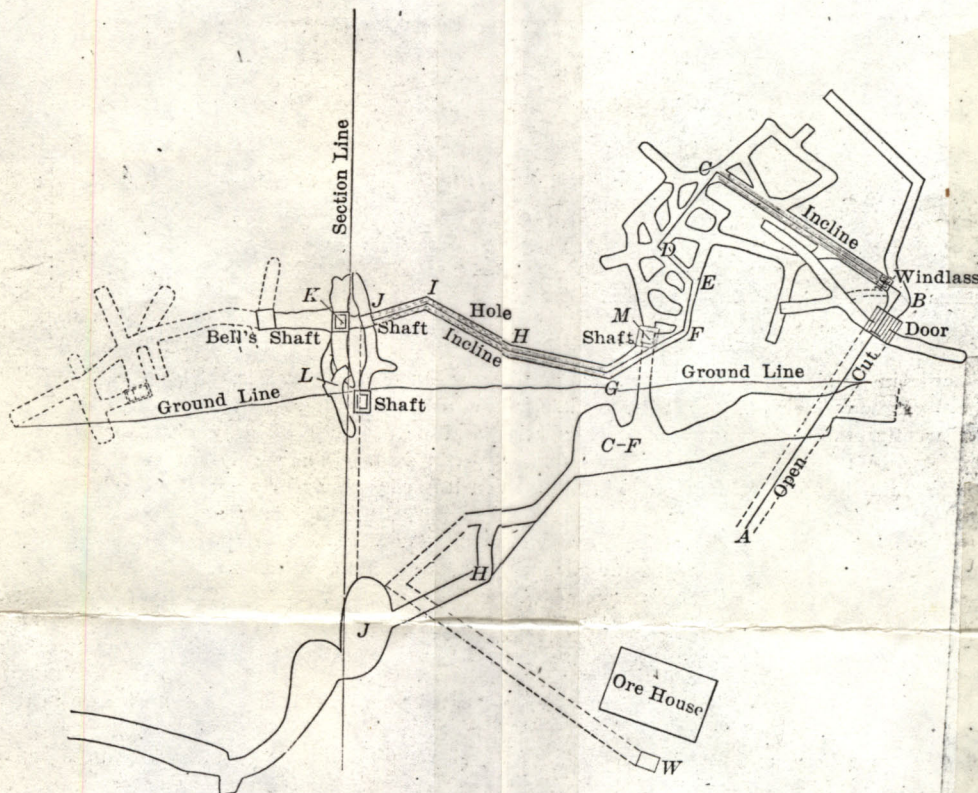 Section Line
C
Incline
Windlass
D
E
B
K
J
I
Hole
M
Bell's Shaft
Shaft
H
Shaft
F
Door
Incline
L
G
Ground Line
Cut
Ground Line
Shaft
C-F
Open
A
H
J
Ore House
W